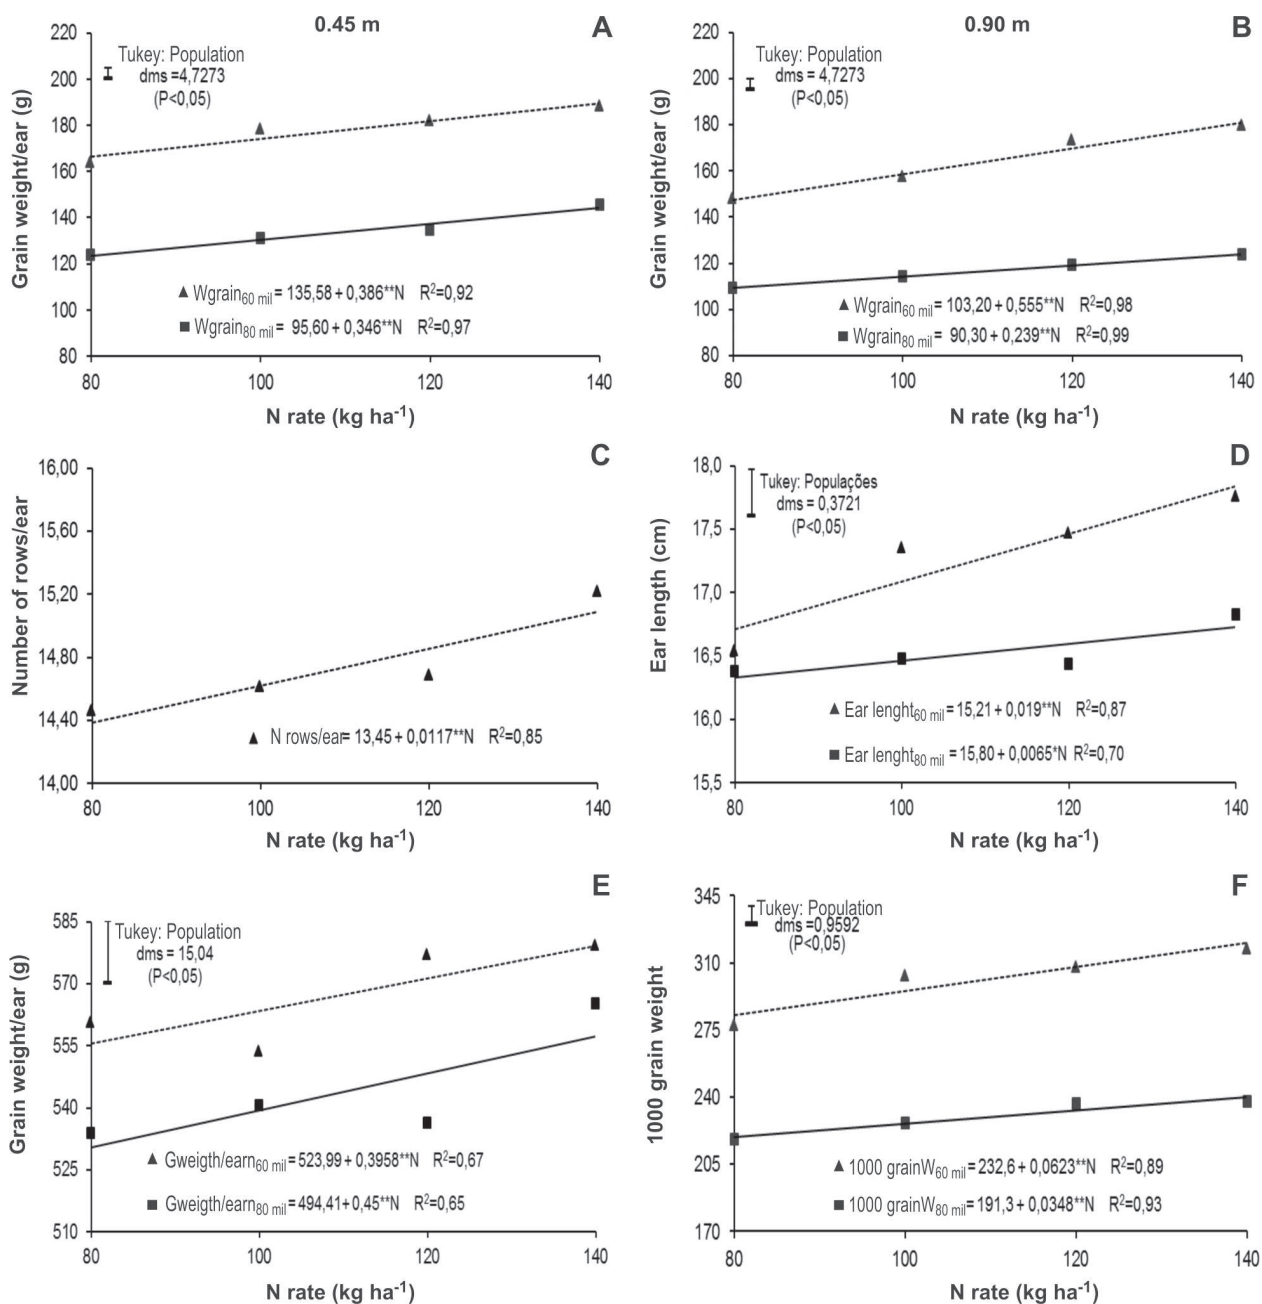 0.45 m
A
220
200
180
160
140
120
100
80
Grain weight/ear (g)
Tukey: Population
dms =4,7273
(P<0,05)
Wgrain60 mil = 135,58 + 0,386**N R²=0,92
Wgrain80 mil = 95,60 + 0,346**N R²=0,97
80 100 120 140
N rate (kg ha⁻¹)
0.90 m
B
220
200
180
160
140
120
100
80
Grain weight/ear (g)
Tukey: Population
dms = 4,7273
(P<0,05)
Wgrain60 mil = 103,20 + 0,555**N R²=0,98
Wgrain80 mil = 90,30 + 0,239**N R²=0,99
80 100 120 140
N rate (kg ha⁻¹)
C
16,00
15,60
15,20
14,80
14,40
14,00
Number of rows/ear
N rows/ear= 13,45 + 0,0117**N R²=0,85
80 100 120 140
N rate (kg ha⁻¹)
D
18,0
17,5
17,0
16,5
16,0
15,5
Ear length (cm)
Tukey: Populações
dms = 0,3721
(P<0,05)
Ear lenght60 mil = 15,21 + 0,019**N R²=0,87
Ear lenght80 mil = 15,80 + 0,0065*N R²=0,70
80 100 120 140
N rate (kg ha⁻¹)
E
585
570
555
540
525
510
Grain weight/ear (g)
Tukey: Population
dms = 15,04
(P<0,05)
Gweigth/earn60 mil = 523,99 + 0,3958**N R²=0,67
Gweigth/earn80 mil = 494,41+ 0,45**N R²=0,65
80 100 120 140
N rate (kg ha⁻¹)
F
345
310
275
240
205
170
1000 grain weight
Tukey: Population
dms =0,9592
(P<0,05)
1000 grainW60 mil = 232,6 + 0,0623**N R²=0,89
1000 grainW80 mil = 191,3 + 0,0348**N R²=0,93
80 100 120 140
N rate (kg ha⁻¹)